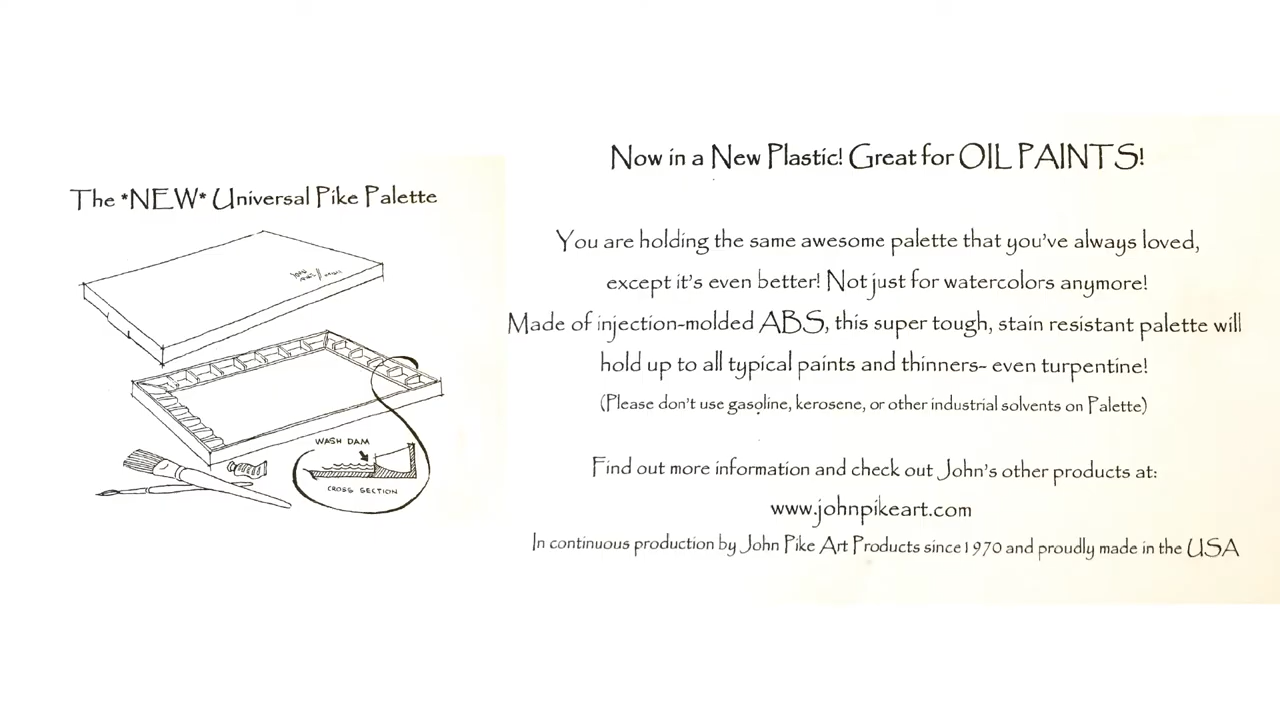 The *NEW* Universal Pike Palette
WASH DAM
CROSS SECTION
Now in a New Plastic! Great for OIL PAINTS!
You are holding the same awesome palette that you've always loved,
except it's even better! Not just for watercolors anymore!
Made of injection-molded ABS, this super tough, stain resistant palette will
hold up to all typical paints and thinners- even turpentine!
(Please don't use gasoline, kerosene, or other industrial solvents on Palette)
Find out more information and check out John's other products at:
www.johnpikeart.com
In continuous production by John Pike Art Products since 1970 and proudly made in the USA